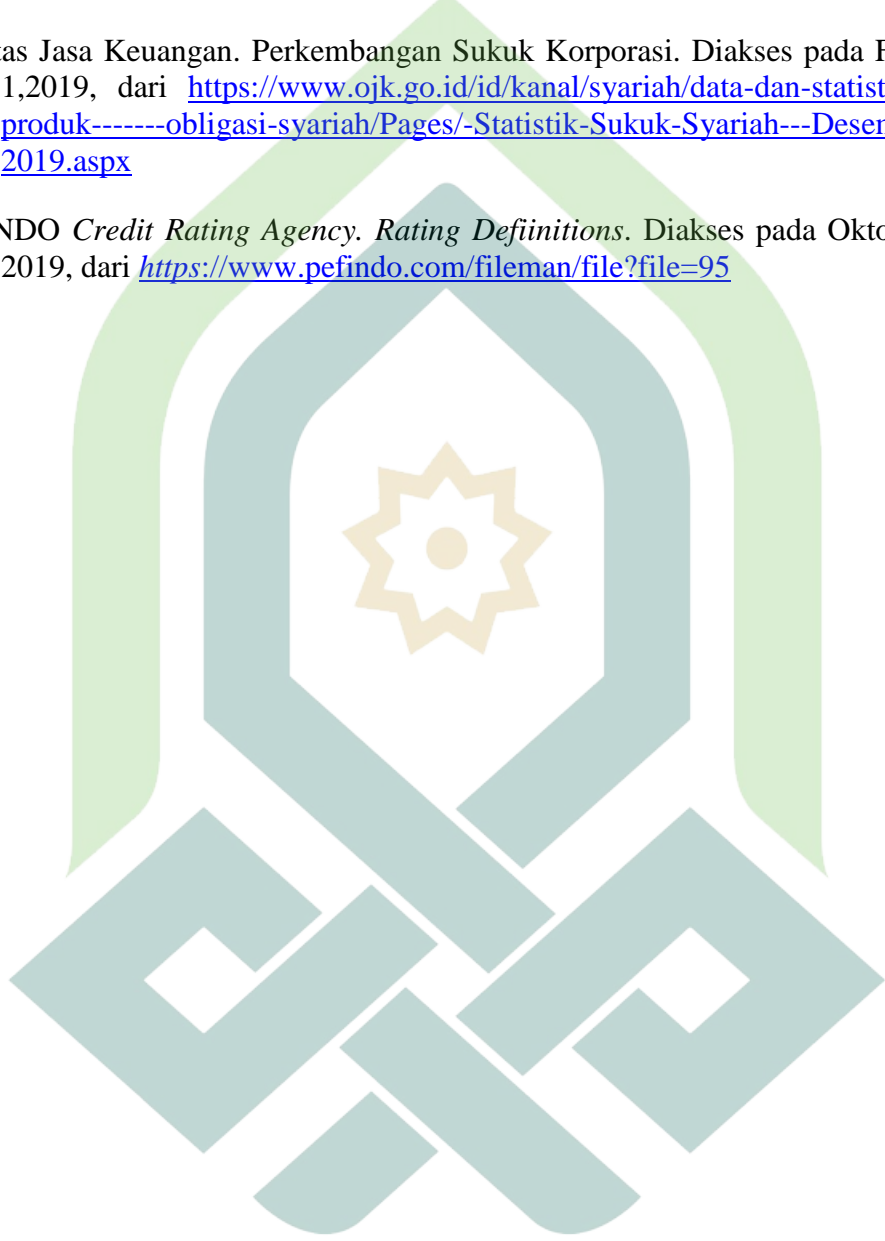 tas Jasa Keuangan. Perkembangan Sukuk Korporasi. Diakses pada F
1,2019, dari https://www.ojk.go.id/id/kanal/syariah/data-dan-statist
produk-------obligasi-syariah/Pages/-Statistik-Sukuk-Syariah---Deser
2019.aspx
NDO Credit Rating Agency. Rating Defiinitions. Diakses pada Okto
2019, dari https://www.pefindo.com/fileman/file?file=95